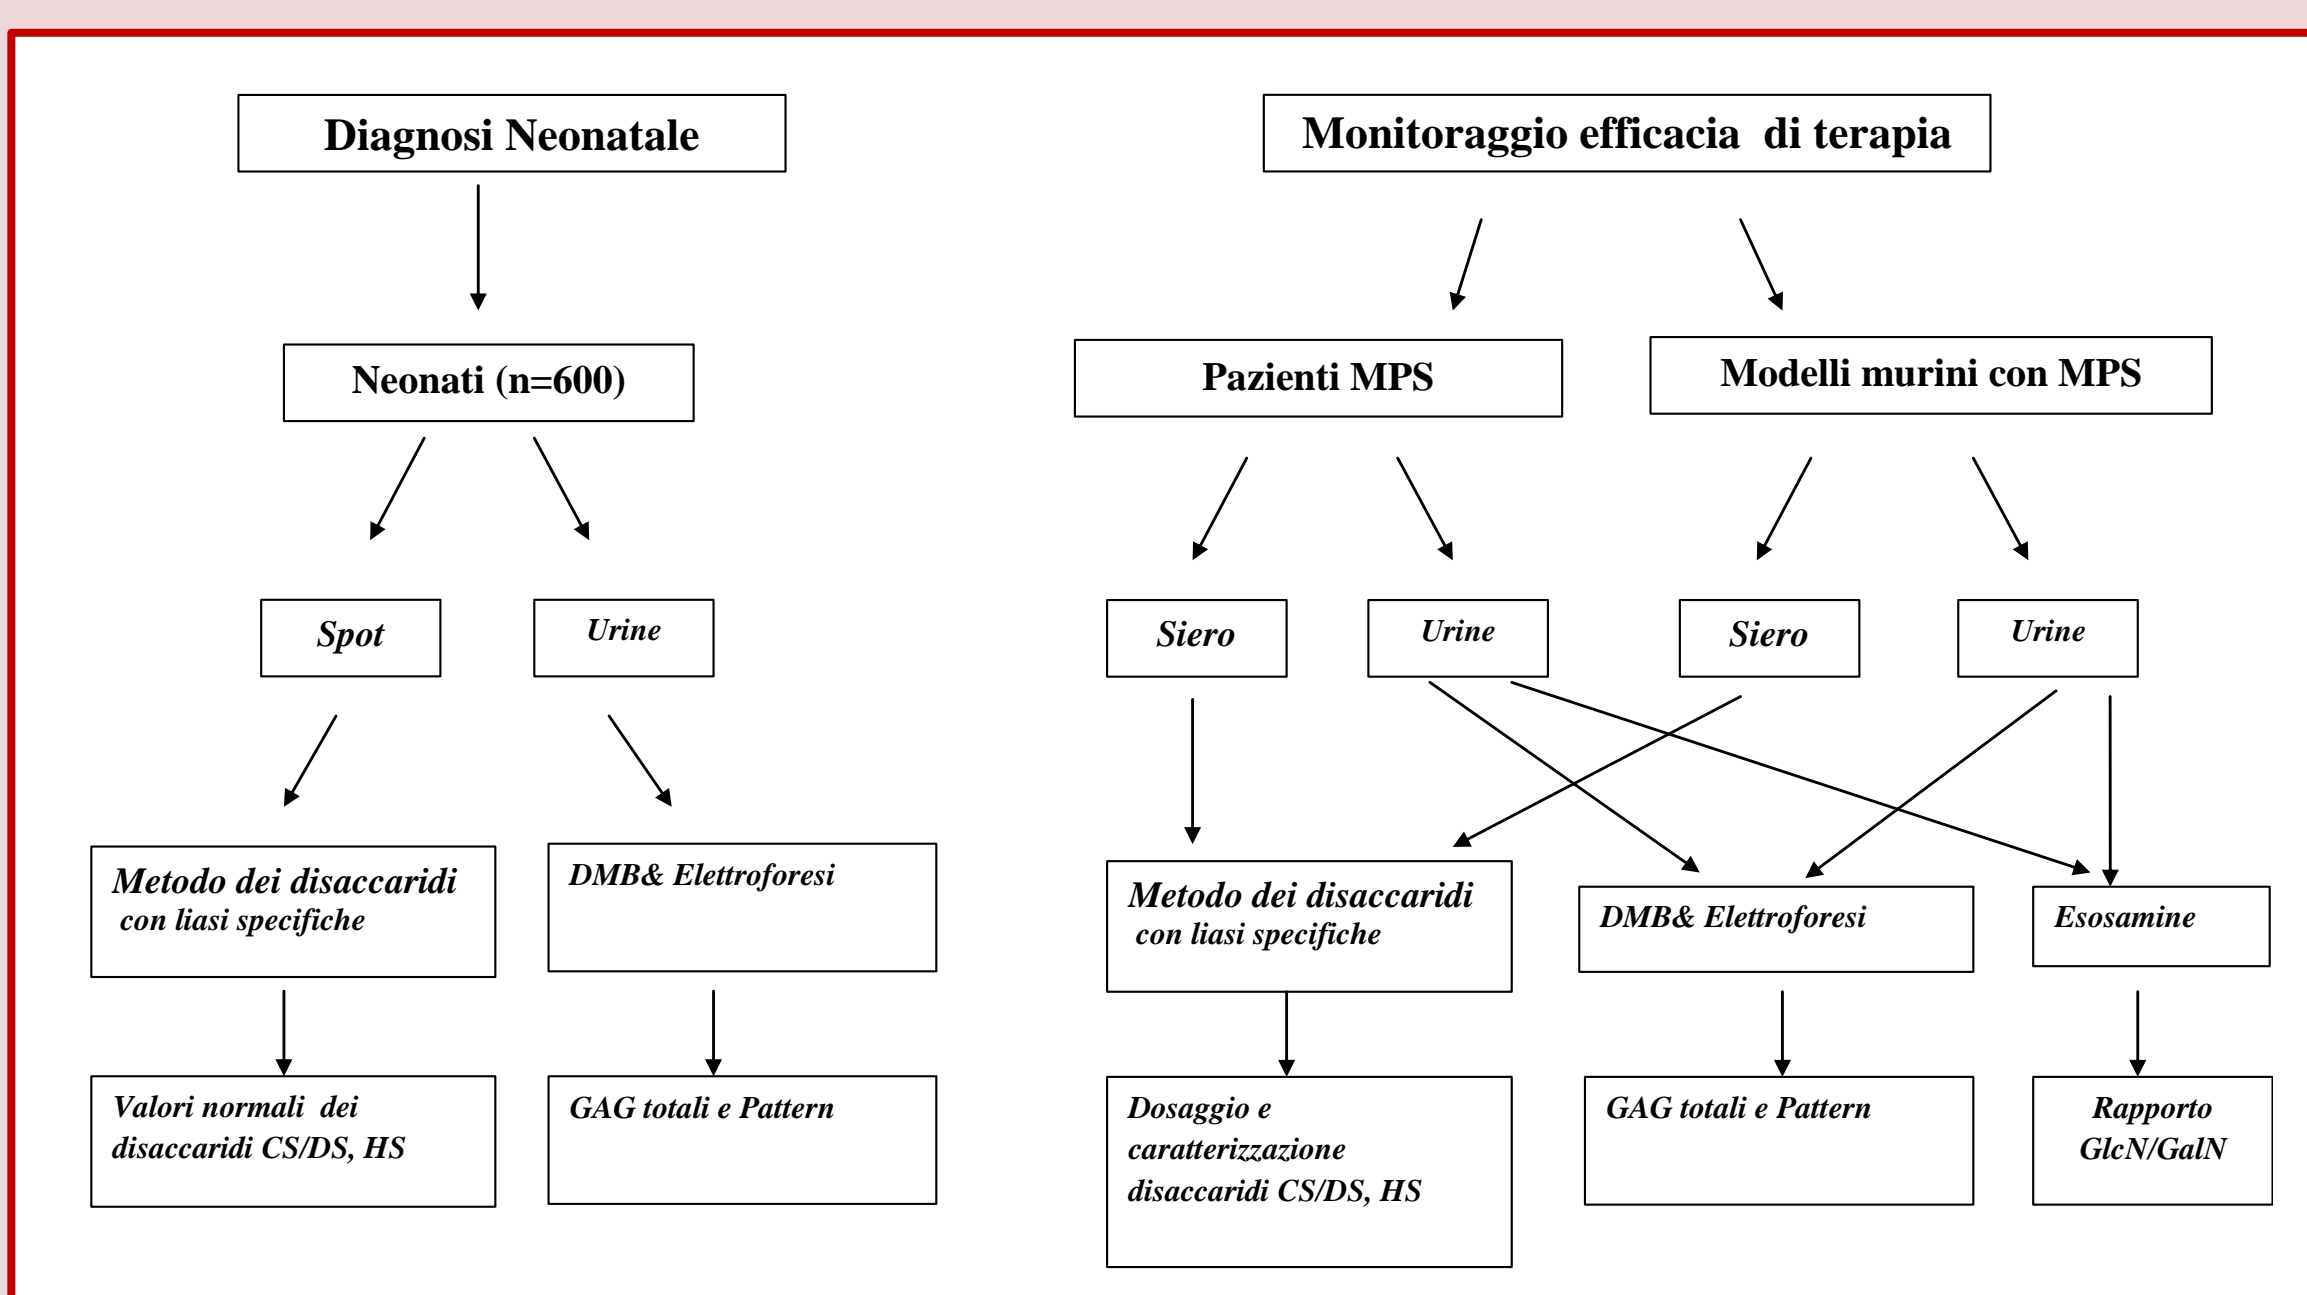 Diagnosi Neonatale
Monitoraggio efficacia  di terapia
Neonati (n=600)
Pazienti MPS
Modelli murini con MPS
Spot
Urine
Siero
Urine
Siero
Urine
Metodo dei disaccaridi
con liasi specifiche
DMB& Elettroforesi
Metodo dei disaccaridi
con liasi specifiche
DMB& Elettroforesi
Esosamine
Valori normali  dei
disaccaridi CS/DS, HS
GAG totali e Pattern
Dosaggio e
caratterizzazione
disaccaridi CS/DS, HS
GAG totali e Pattern
Rapporto
GlcN/GalN